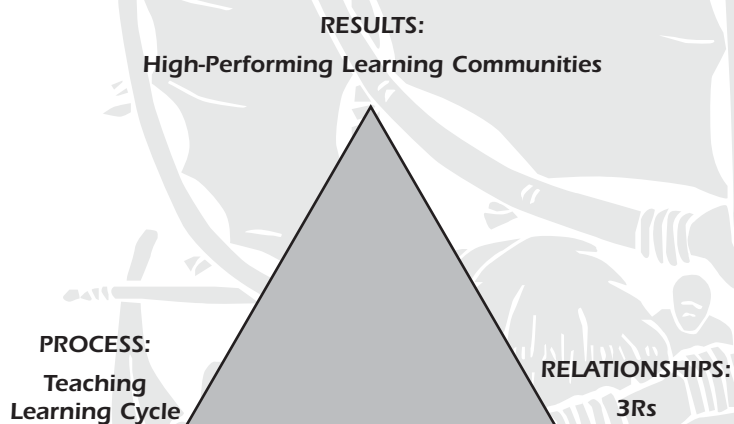 RESULTS:
High-Performing Learning Communities
PROCESS:
Teaching
Learning Cycle
RELATIONSHIPS:
3Rs